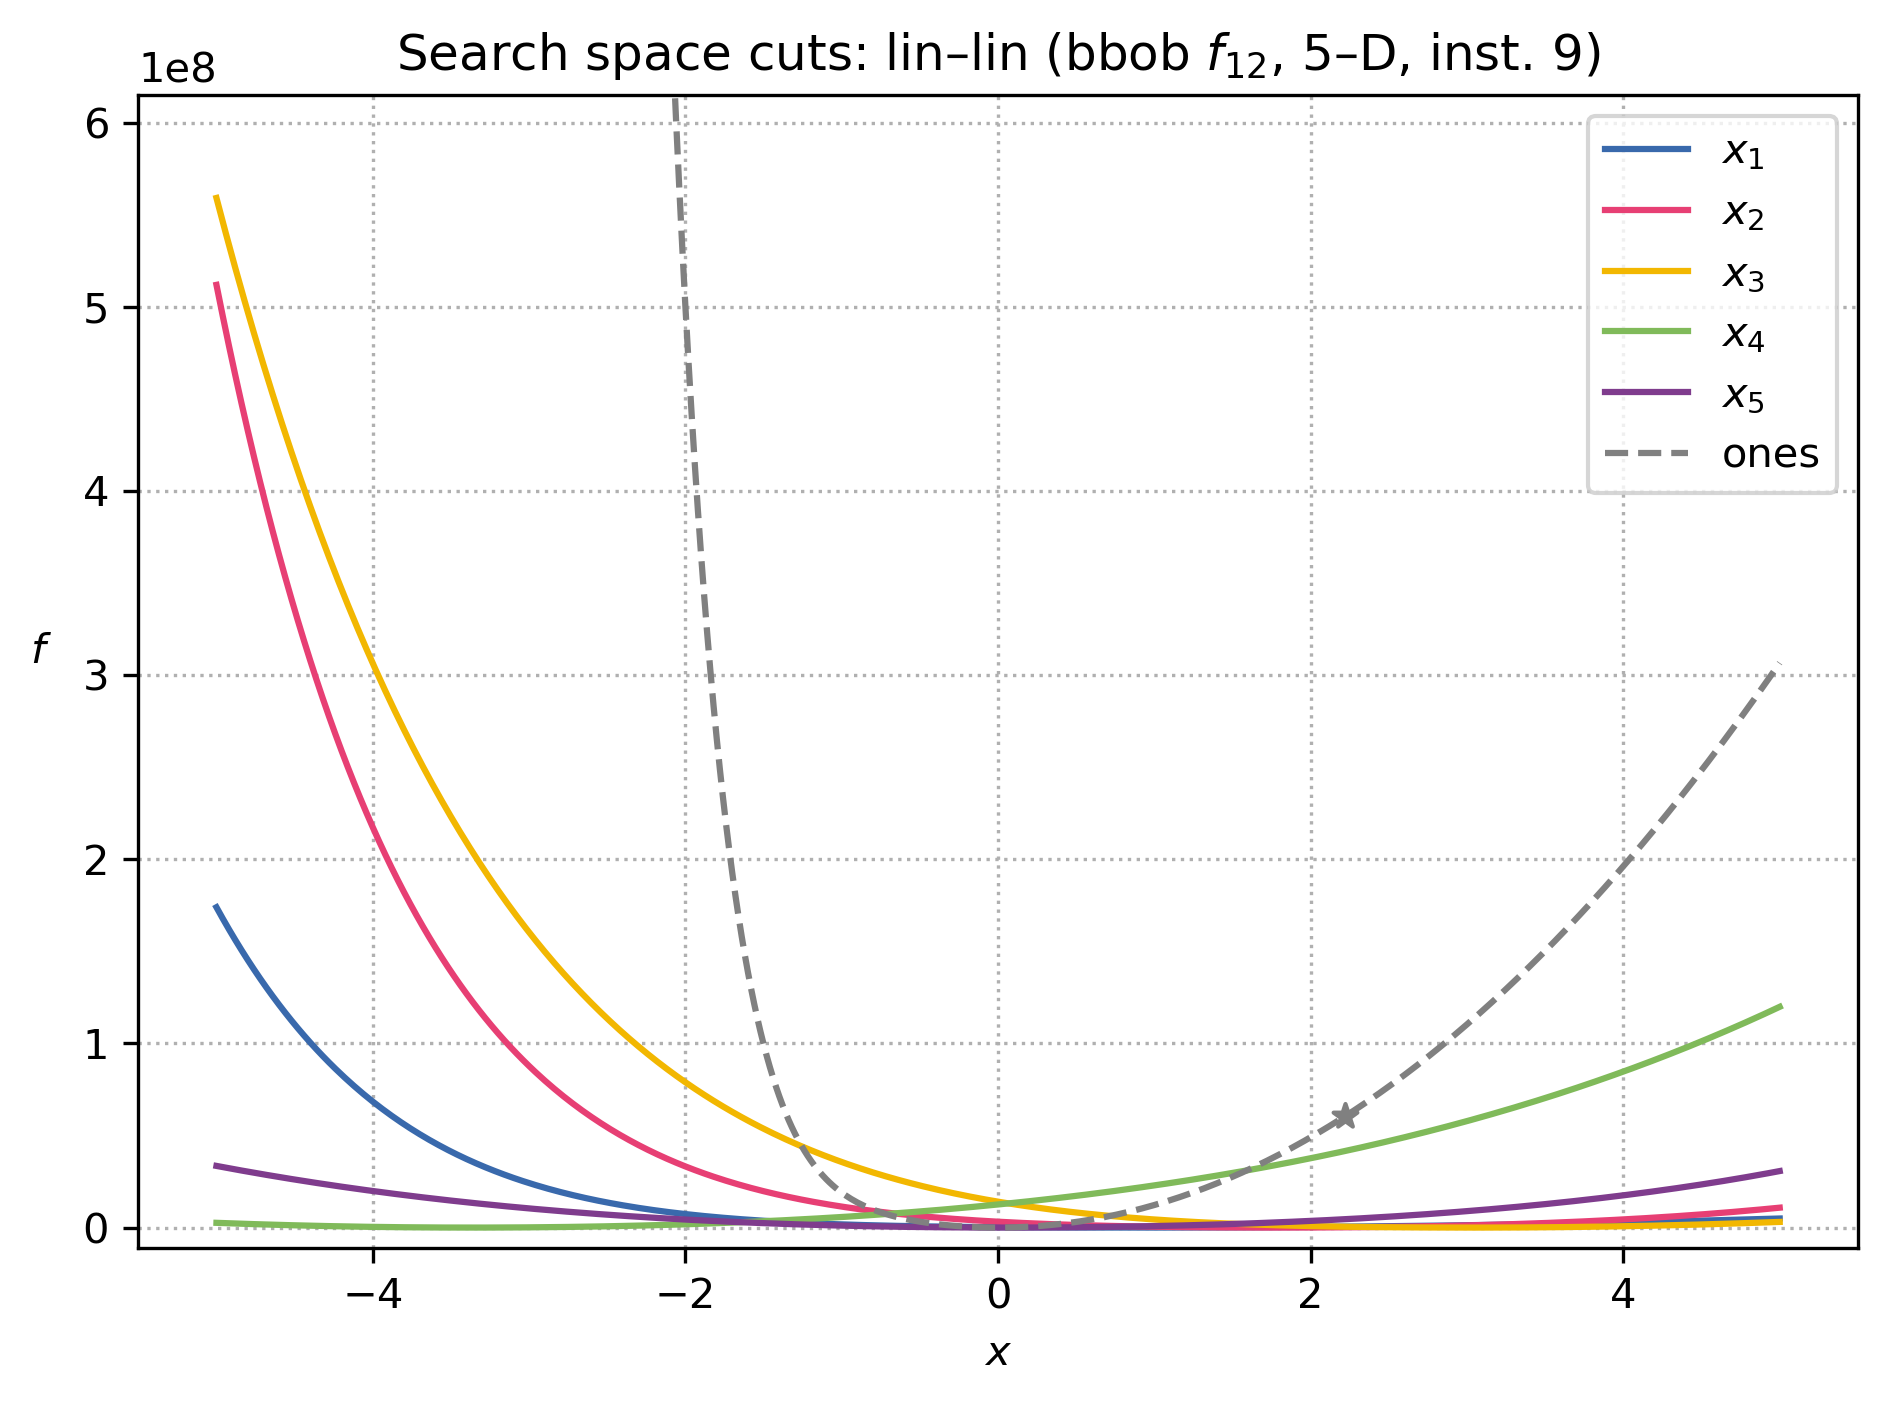 Search space cuts: lin–lin (bbob f₁₂, 5–D, inst. 9)
1e8
6
5
4
3
2
1
0
f
−4
−2
0
2
4
x
x₁
x₂
x₃
x₄
x₅
ones